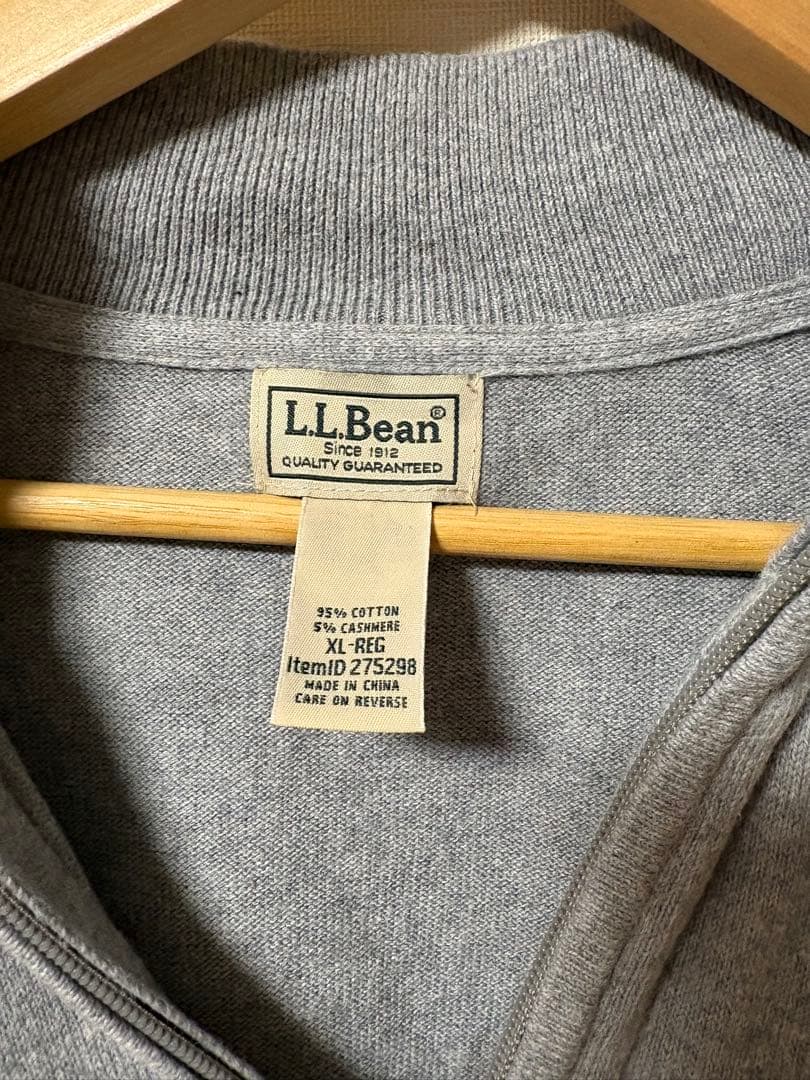 L.L.Bean®
Since 1912
QUALITY GUARANTEED
95% COTTON
5% CASHMERE
XL-REG
ItemID 275298
MADE IN CHINA
CARE ON REVERSE